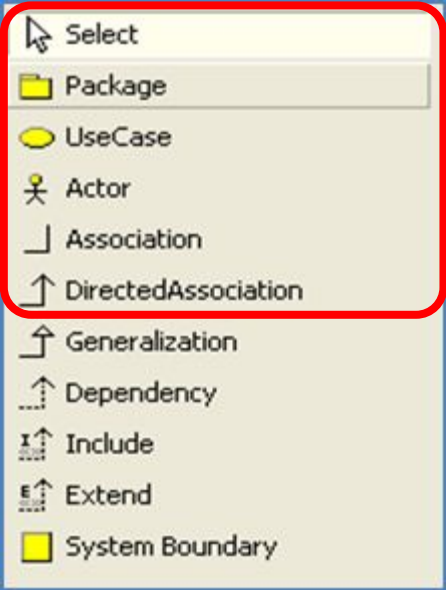 Select
Package
UseCase
Actor
Association
DirectedAssociation
Generalization
Dependency
I Include
E Extend
System Boundary